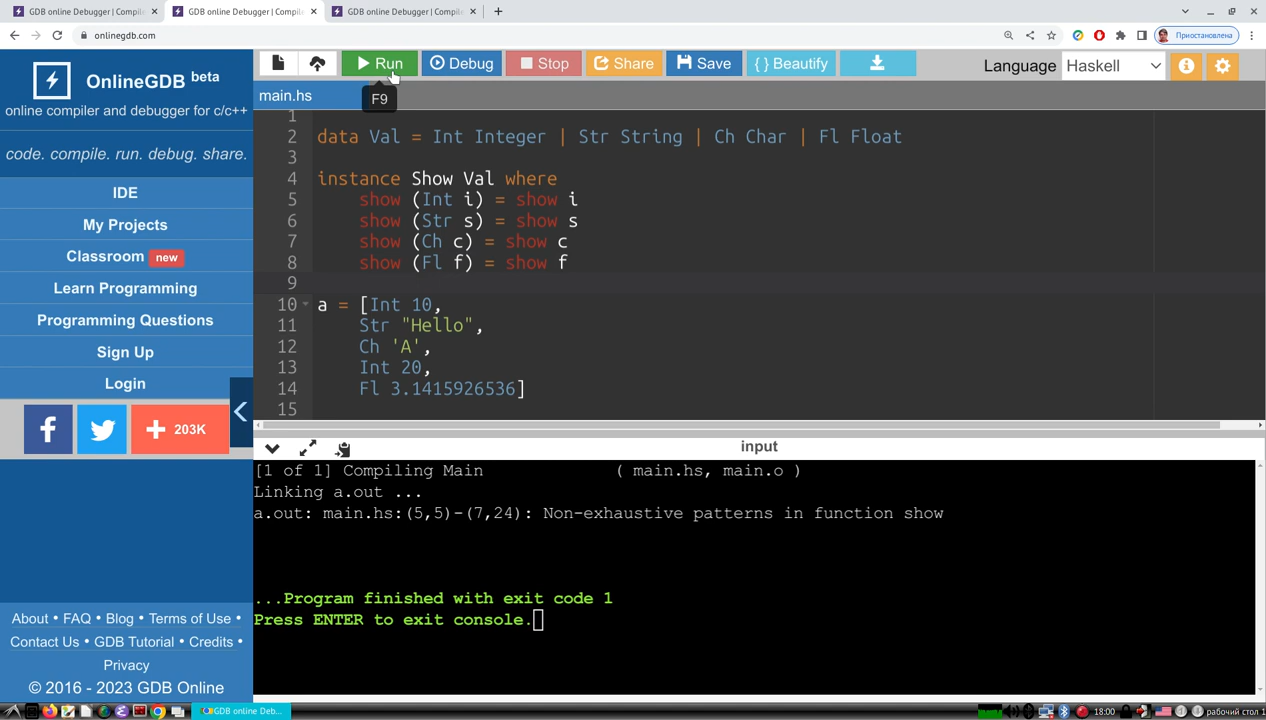 GDB online Debugger | Compile
GDB online Debugger | Compile
GDB online Debugger | Compile
onlinegdb.com
Приостановлена
OnlineGDB beta
online compiler and debugger for c/c++
code. compile. run. debug. share.
IDE
My Projects
Classroom new
Learn Programming
Programming Questions
Sign Up
Login
203K
About • FAQ • Blog • Terms of Use •
Contact Us • GDB Tutorial • Credits •
Privacy
© 2016 - 2023 GDB Online
Run
Debug
Stop
Share
Save
{ } Beautify
Language Haskell
main.hs
F9
1
2 data Val = Int Integer | Str String | Ch Char | Fl Float
3
4 instance Show Val where
5 show (Int i) = show i
6 show (Str s) = show s
7 show (Ch c) = show c
8 show (Fl f) = show f
9
10 a = [Int 10,
11 Str "Hello",
12 Ch 'A',
13 Int 20,
14 Fl 3.1415926536]
15
input
[1 of 1] Compiling Main ( main.hs, main.o )
Linking a.out ...
a.out: main.hs:(5,5)-(7,24): Non-exhaustive patterns in function show
...Program finished with exit code 1
Press ENTER to exit console.
GDB online Deb...
18:00
рабочий стол 1